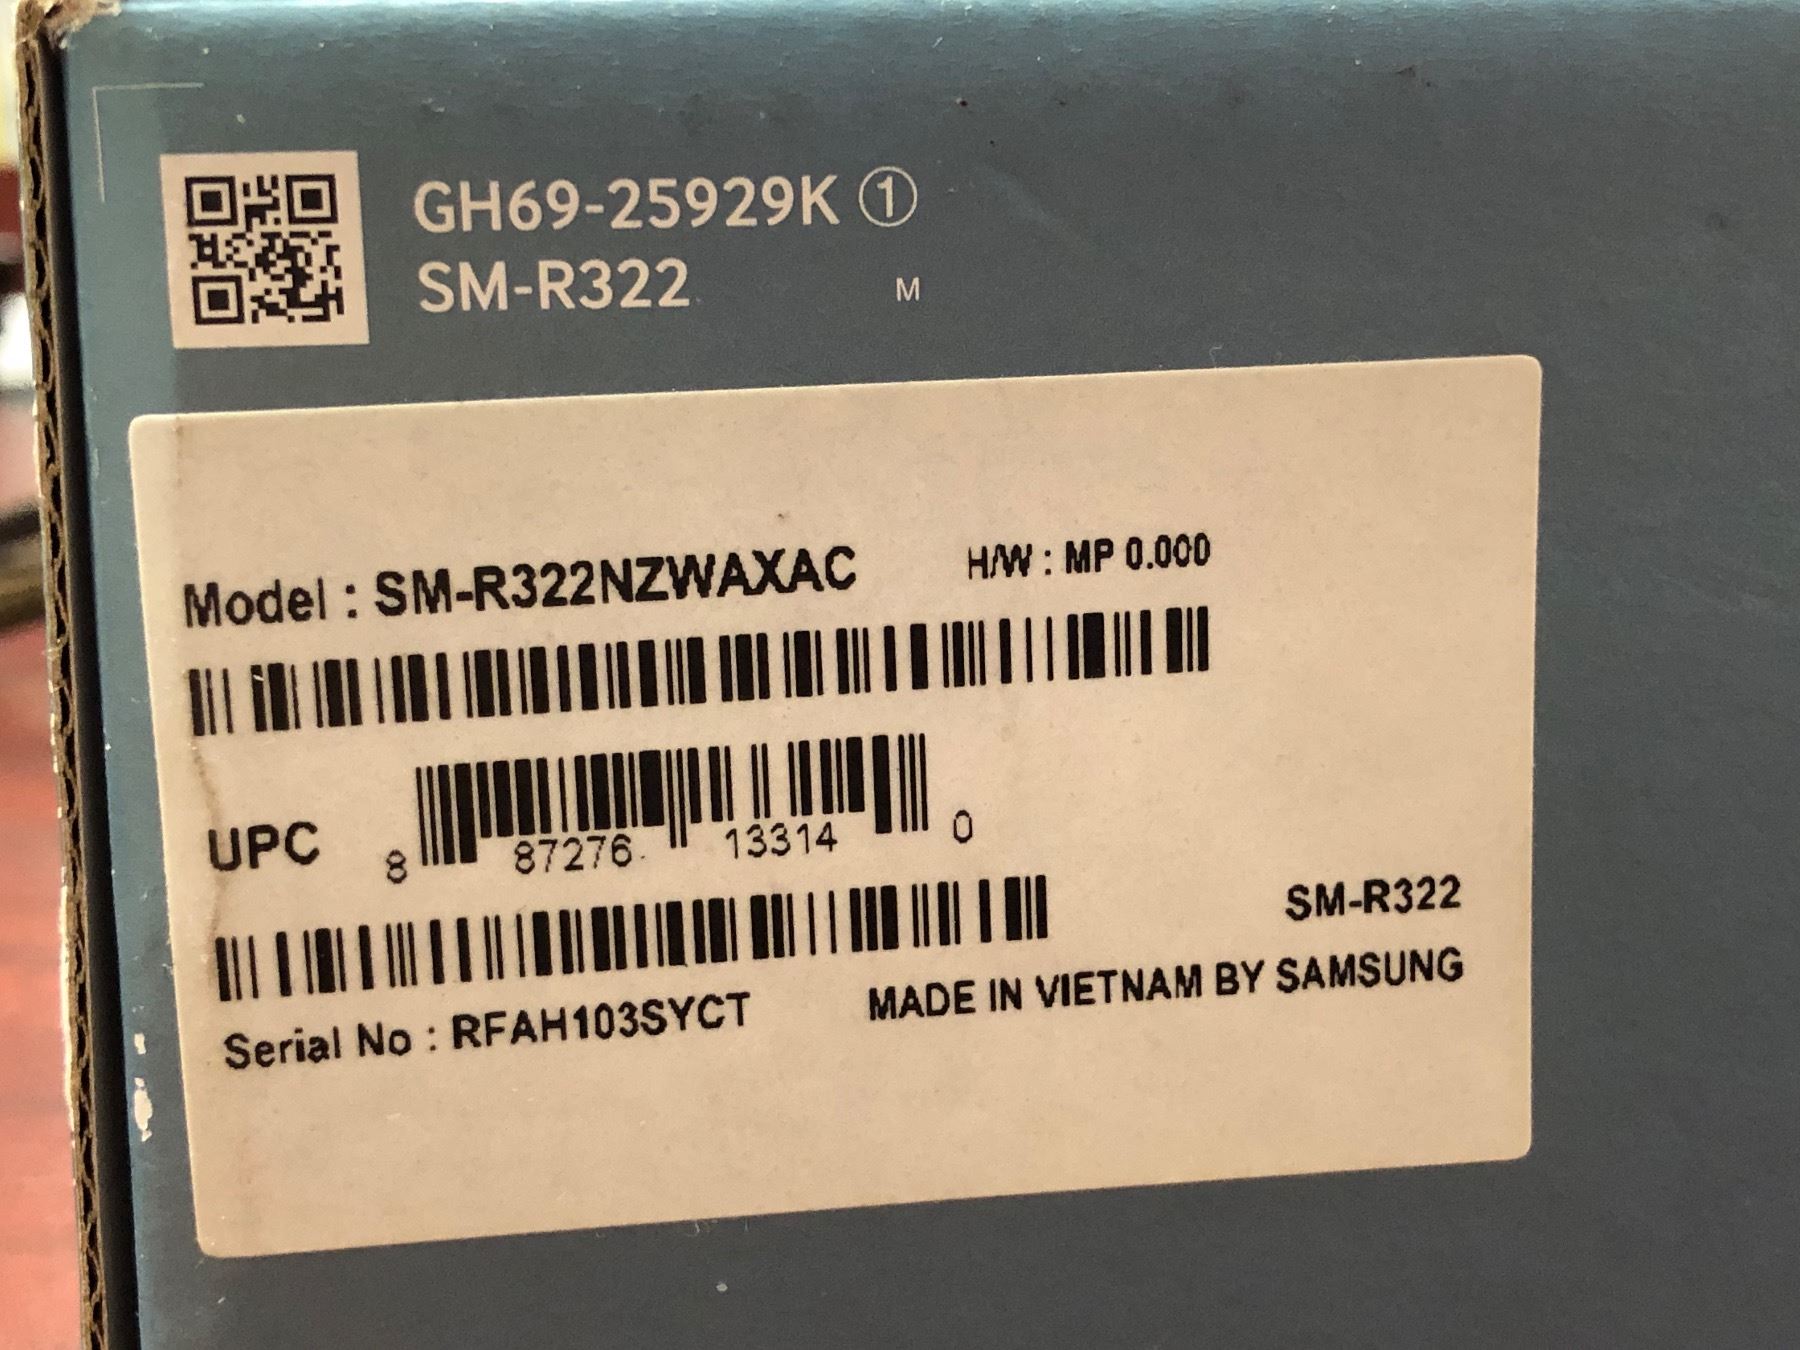 GH69-25929K ①
SM-R322 M
Model : SM-R322NZWAXAC H/W : MP 0.000
UPC 8 87276 13314 0
SM-R322
Serial No : RFAH103SYCT MADE IN VIETNAM BY SAMSUNG